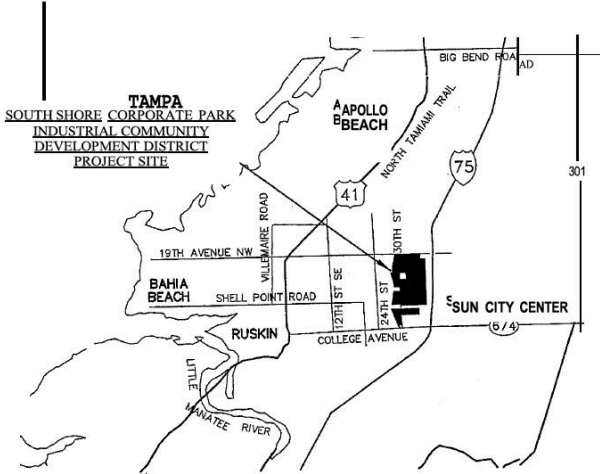 TAMPA
SOUTH SHORE CORPORATE PARK
INDUSTRIAL COMMUNITY
DEVELOPMENT DISTRICT
PROJECT SITE
BIG BEND ROA
AD
A APOLLO
B BEACH
NORTH TAMIAMI TRAIL
75
301
41
VILLEMAIRE ROAD
30TH ST
19TH AVENUE NW
BAHIA
BEACH
SHELL POINT ROAD
12TH ST SE
24TH ST
S SUN CITY CENTER
674
RUSKIN
COLLEGE AVENUE
LITTLE
MANATEE RIVER